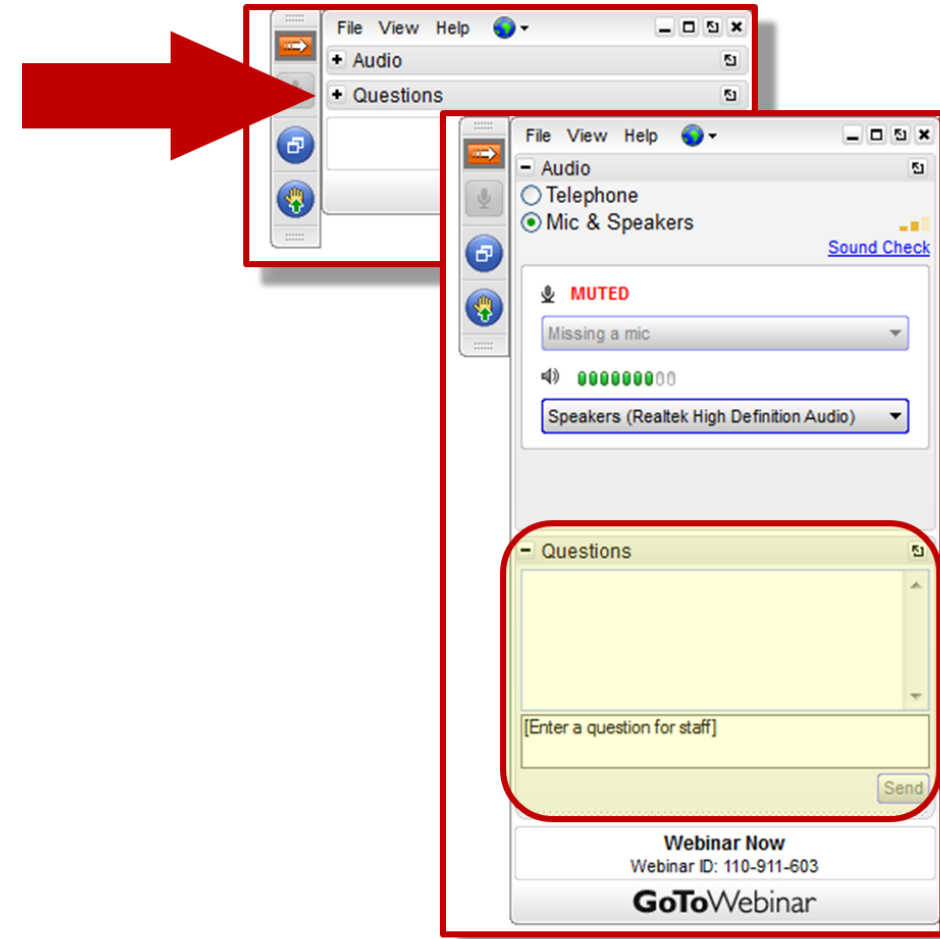 File View Help
Audio
Questions
File View Help
Audio
Telephone
Mic & Speakers
Sound Check
MUTED
Missing a mic
Speakers (Realtek High Definition Audio)
Questions
[Enter a question for staff]
Send
Webinar Now
Webinar ID: 110-911-603
GoToWebinar